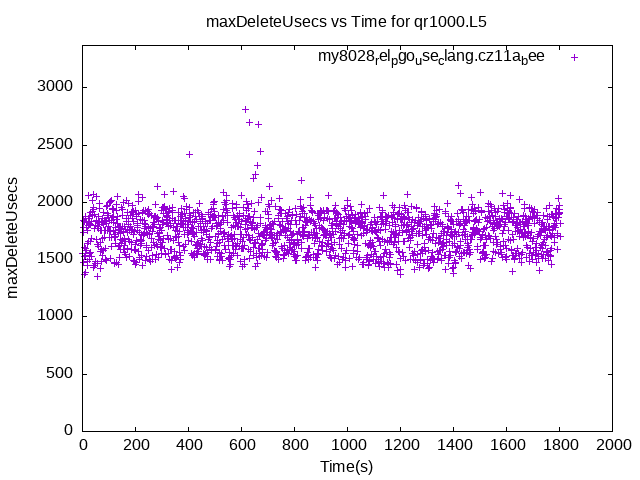 maxDeleteUsecs vs Time for qr1000.L5
my8028relpgouseclang.cz11abee
3000
2500
2000
1500
1000
500
0
maxDeleteUsecs
0 200 400 600 800 1000 1200 1400 1600 1800 2000
Time(s)